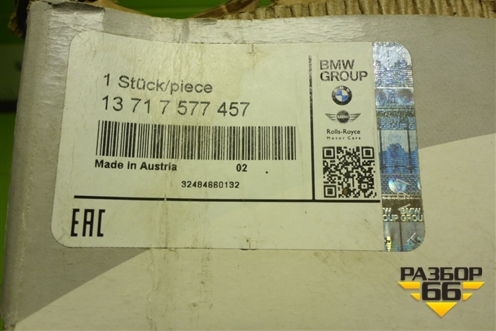 1 Stück/piece
13 71 7 577 457
Made in Austria 02
32484660132
EAC
BMW
GROUP
Rolls-Royce
Motor Cars
РАЗБОР
66